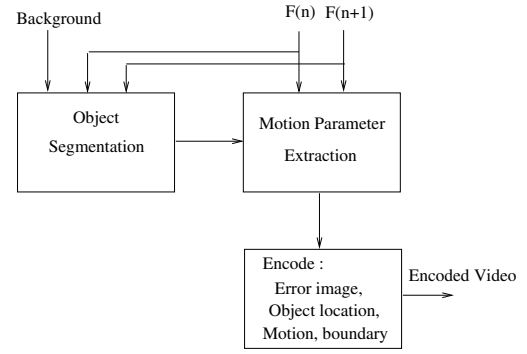 Background
F(n) F(n+1)
Object
Segmentation
Motion Parameter
Extraction
Encode :
Error image,
Object location,
Motion, boundary
Encoded Video